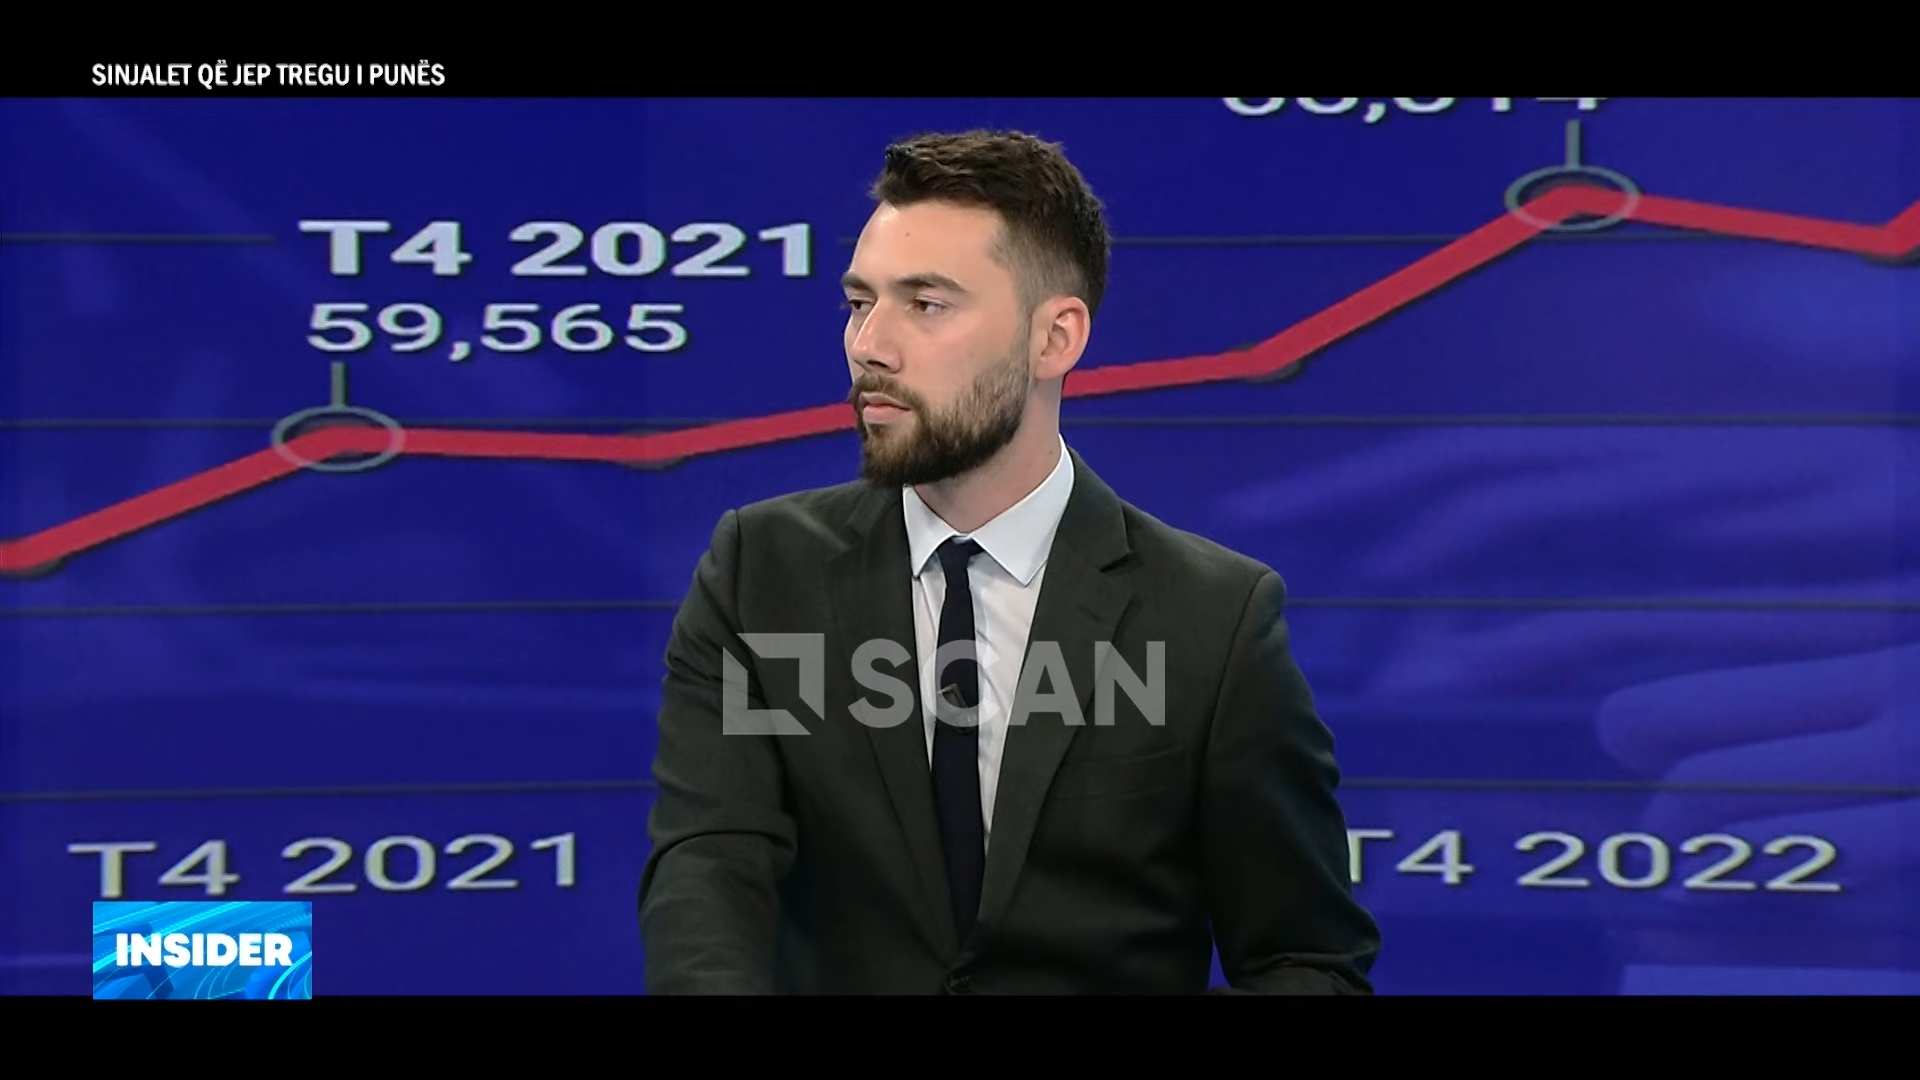 SINJALET QË JEP TREGU I PUNËS
T4 2021
59,565
SCAN
T4 2021
T4 2022
INSIDER